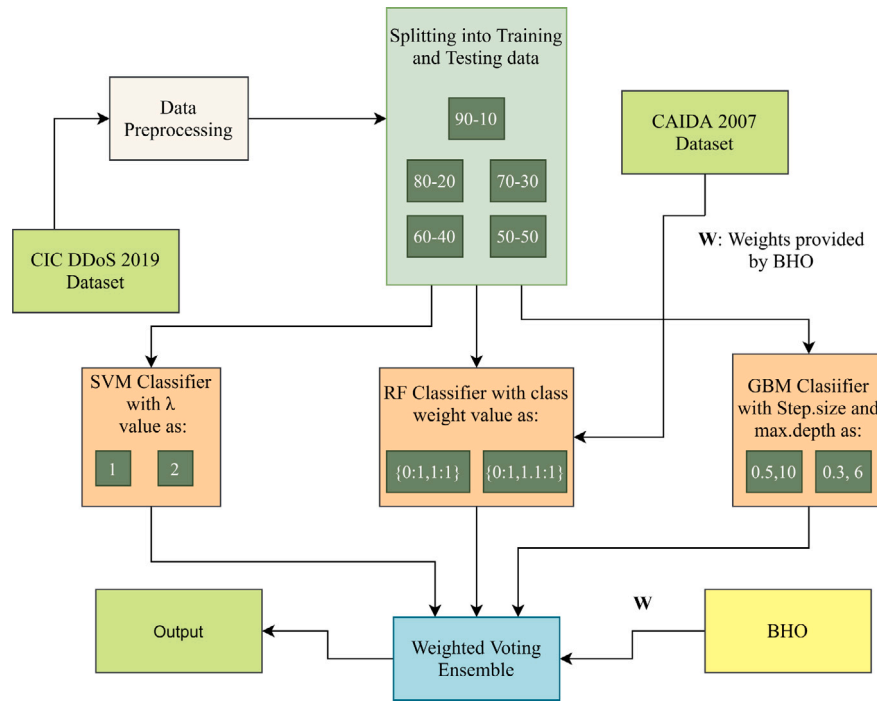 Splitting into Training
and Testing data
90-10
80-20
70-30
60-40
50-50
Data
Preprocessing
CAIDA 2007
Dataset
CIC DDoS 2019
Dataset
W: Weights provided
by BHO
SVM Classifier
with λ
value as:
1
2
RF Classifier with class
weight value as:
{0:1,1:1}
{0:1,1.1:1}
GBM Clasiifier
with Step.size and
max.depth as:
0.5,10
0.3, 6
Output
Weighted Voting
Ensemble
W
BHO